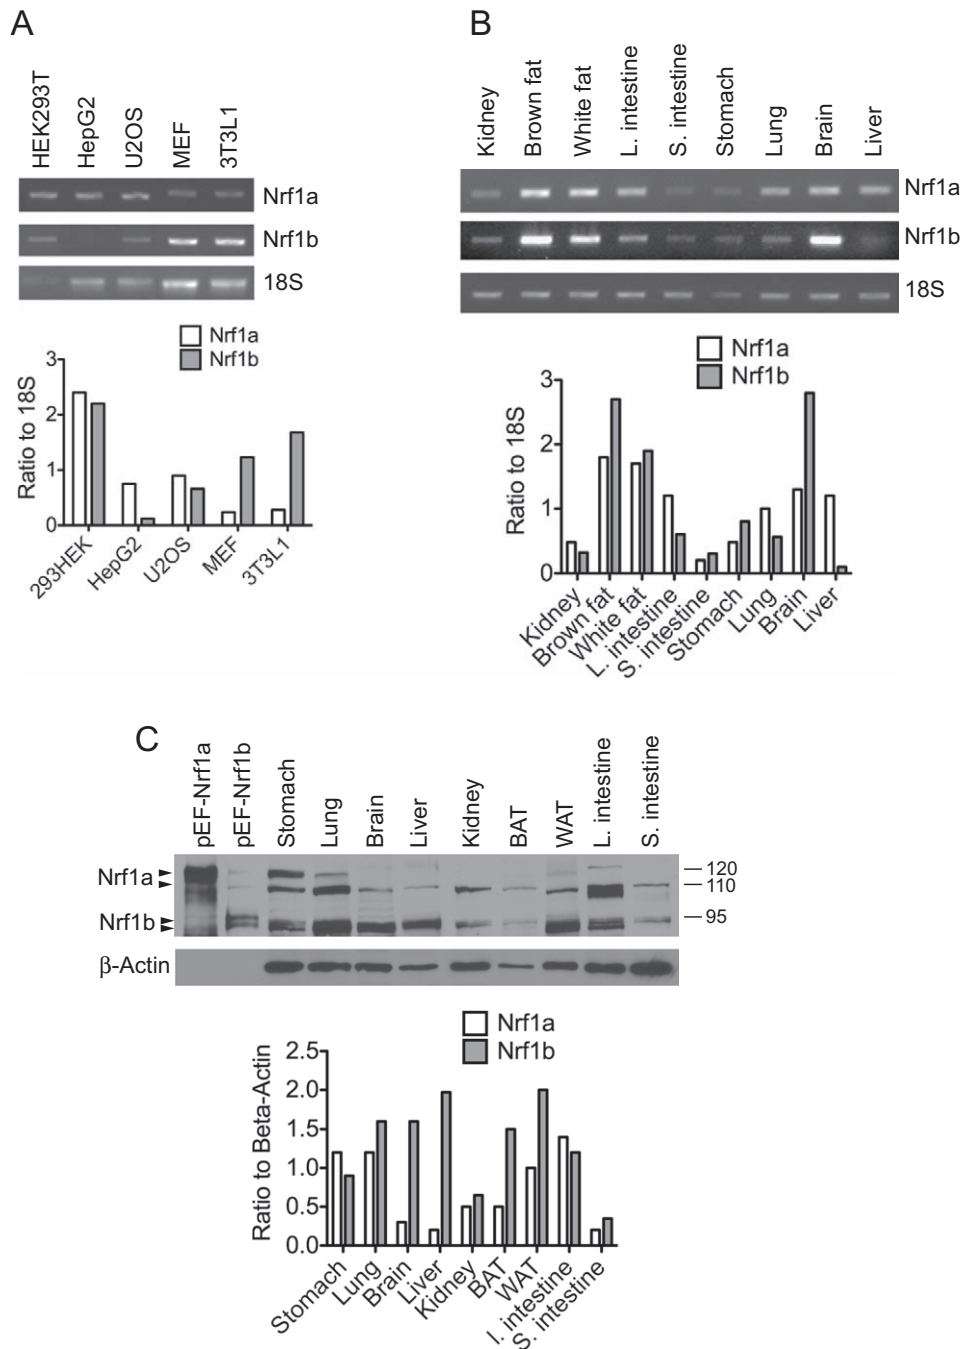 A
HEK293T
HepG2
U2OS
MEF
3T3L1
Nrf1a
Nrf1b
18S
Nrf1a
Nrf1b
Ratio to 18S
3
2
1
0
293HEK
HepG2
U2OS
MEF
3T3L1
B
Kidney
Brown fat
White fat
L. intestine
S. intestine
Stomach
Lung
Brain
Liver
Nrf1a
Nrf1b
18S
Nrf1a
Nrf1b
Ratio to 18S
3
2
1
0
Kidney
Brown fat
White fat
L. intestine
S. intestine
Stomach
Lung
Brain
Liver
C
pEF-Nrf1a
pEF-Nrf1b
Stomach
Lung
Brain
Liver
Kidney
BAT
WAT
L. intestine
S. intestine
Nrf1a
Nrf1b
120
110
95
β-Actin
Nrf1a
Nrf1b
Ratio to Beta-Actin
2.5
2.0
1.5
1.0
0.5
0.0
Stomach
Lung
Brain
Liver
Kidney
BAT
WAT
l. intestine
S. intestine